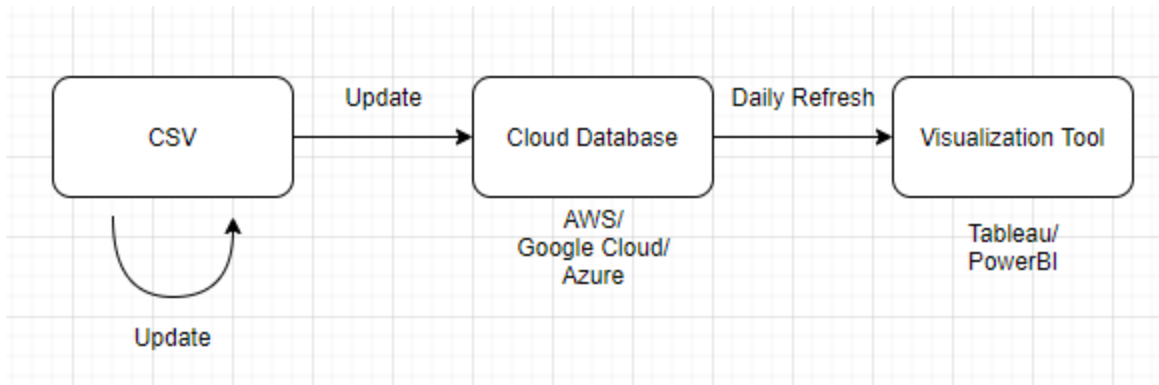 Update
Daily Refresh
CSV
Cloud Database
Visualization Tool
AWS/
Google Cloud/
Azure
Tableau/
PowerBI
Update